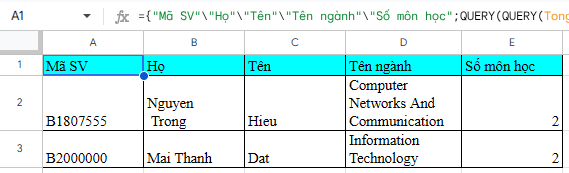 A1
={"Mã SV"\"Họ"\"Tên"\"Tên ngành"\"Số môn học";QUERY(QUERY(Tong
A B C D E
1 Mã SV Họ Tên Tên ngành Số môn học
Computer
2 Nguyen Networks And
B1807555 Trong Hieu Communication 2
Information
3 B2000000 Mai Thanh Dat Technology 2